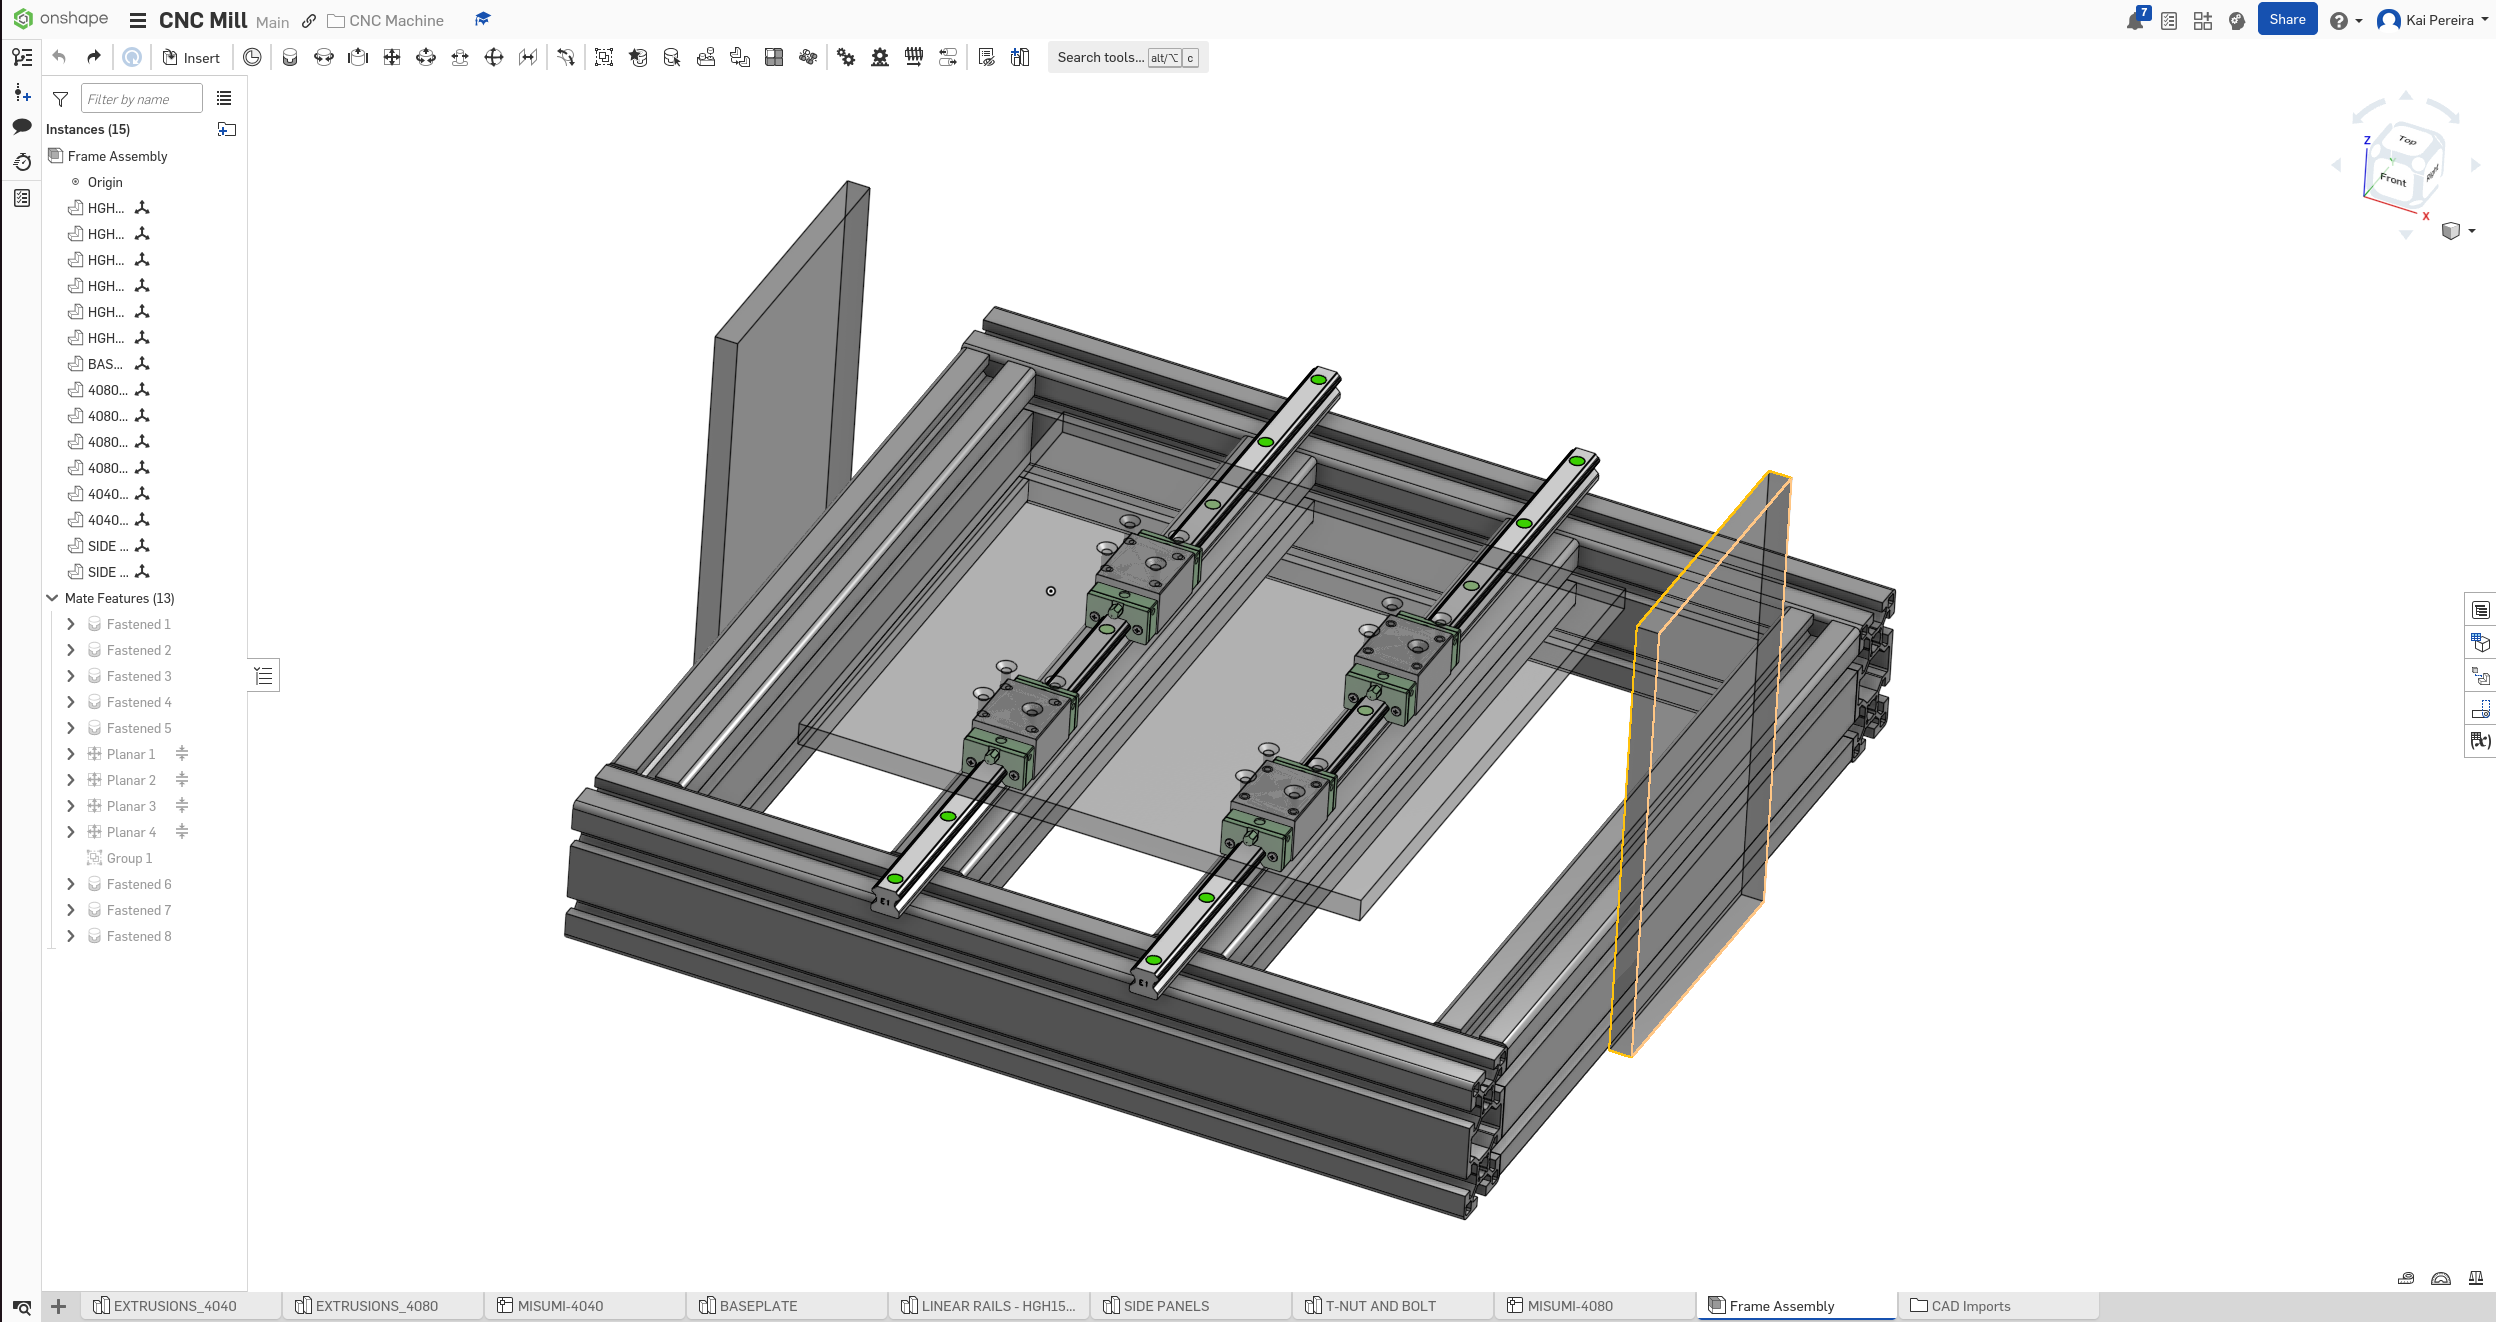 onshape
CNC Mill Main CNC Machine
7
Share
Kai Pereira
Insert
Search tools... alt/⌥ c
Filter by name
Instances (15)
Frame Assembly
Origin
HGH...
HGH...
HGH...
HGH...
HGH...
HGH...
BAS...
4080...
4080...
4080...
4080...
4040...
4040...
SIDE ...
SIDE ...
Mate Features (13)
Fastened 1
Fastened 2
Fastened 3
Fastened 4
Fastened 5
Planar 1
Planar 2
Planar 3
Planar 4
Group 1
Fastened 6
Fastened 7
Fastened 8
Z
Top
Front
Right
X
(x)
EXTRUSIONS_4040
EXTRUSIONS_4080
MISUMI-4040
BASEPLATE
LINEAR RAILS - HGH15...
SIDE PANELS
T-NUT AND BOLT
MISUMI-4080
Frame Assembly
CAD Imports